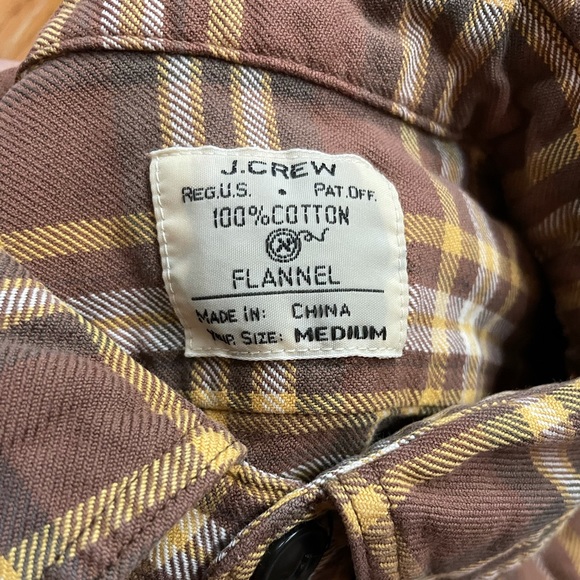 J.CREW
REG.U.S. • PAT.OFF.
100%COTTON
FLANNEL
MADE IN: CHINA
SIZE: MEDIUM